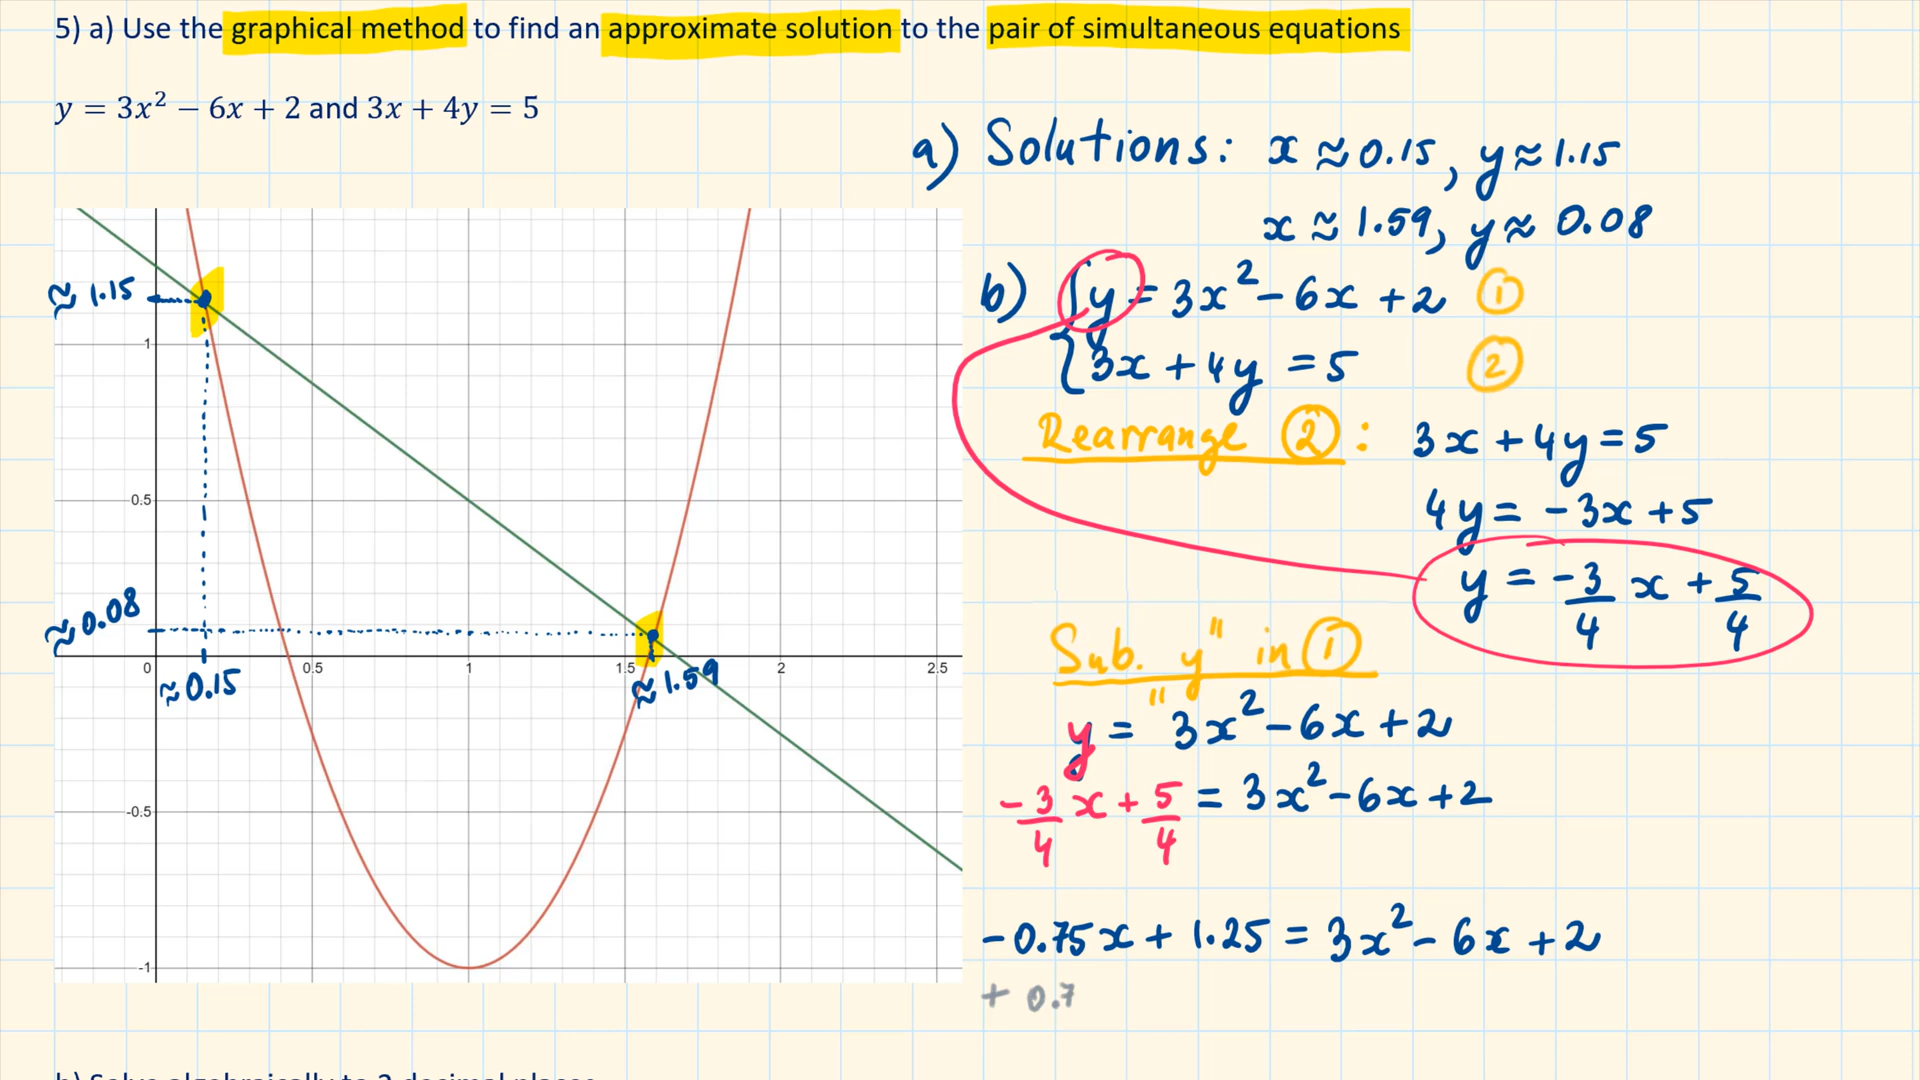 5) a) Use the graphical method to find an approximate solution to the pair of simultaneous equations
y = 3x² − 6x + 2 and 3x + 4y = 5
a) Solutions: x ≈ 0.15, y ≈ 1.15
x ≈ 1.59, y ≈ 0.08
≈ 1.15
1
0.5
≈ 0.08
0 0.5 1 1.5 2 2.5
≈ 0.15 ≈ 1.59
-0.5
-1
b) { y = 3x² − 6x + 2 ①
3x + 4y = 5 ②
Rearrange ②: 3x + 4y = 5
4y = −3x + 5
y = −3/4 x + 5/4
Sub. "y" in ①
y = 3x² − 6x + 2
−3/4 x + 5/4 = 3x² − 6x + 2
−0.75x + 1.25 = 3x² − 6x + 2
+ 0.7